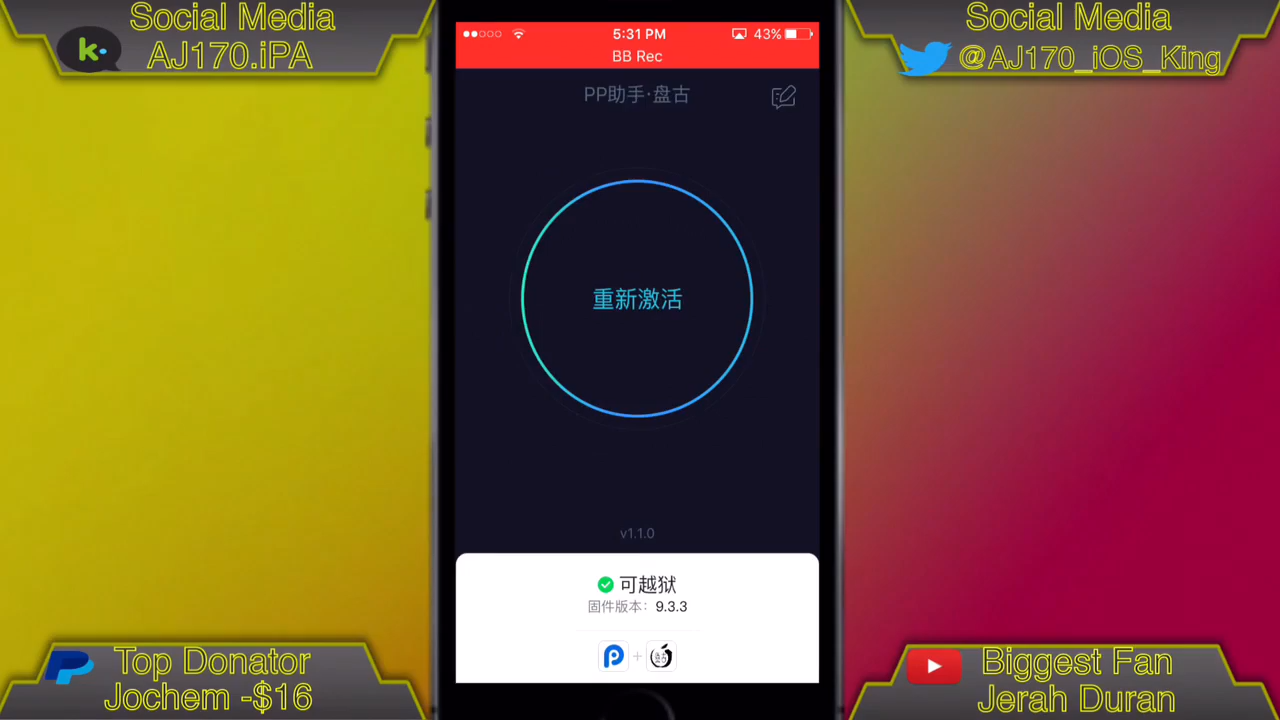 Social Media
AJ170.iPA
k.
Social Media
@AJ170_iOS_King
5:31 PM
43%
BB Rec
PP助手·盘古
重新激活
v1.1.0
可越狱
固件版本: 9.3.3
+
Top Donator
Jochem -$16
Biggest Fan
Jerah Duran